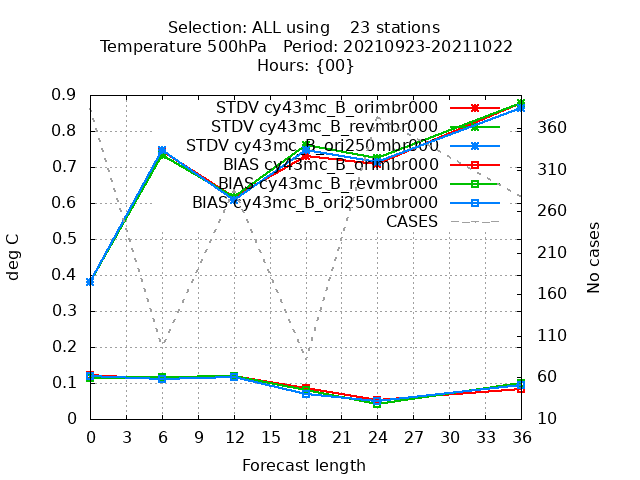 Selection: ALL using 23 stations
Temperature 500hPa Period: 20210923-20211022
Hours: {00}
STDV cy43mc_B_orimbr000
STDV cy43mc_B_revmbr000
STDV cy43mc_B_ori250mbr000
BIAS cy43mc_B_orimbr000
BIAS cy43mc_B_revmbr000
BIAS cy43mc_B_ori250mbr000
CASES
deg C
0.9
0.8
0.7
0.6
0.5
0.4
0.3
0.2
0.1
0
360
310
260
210
160
110
60
10
No cases
0 3 6 9 12 15 18 21 24 27 30 33 36
Forecast length